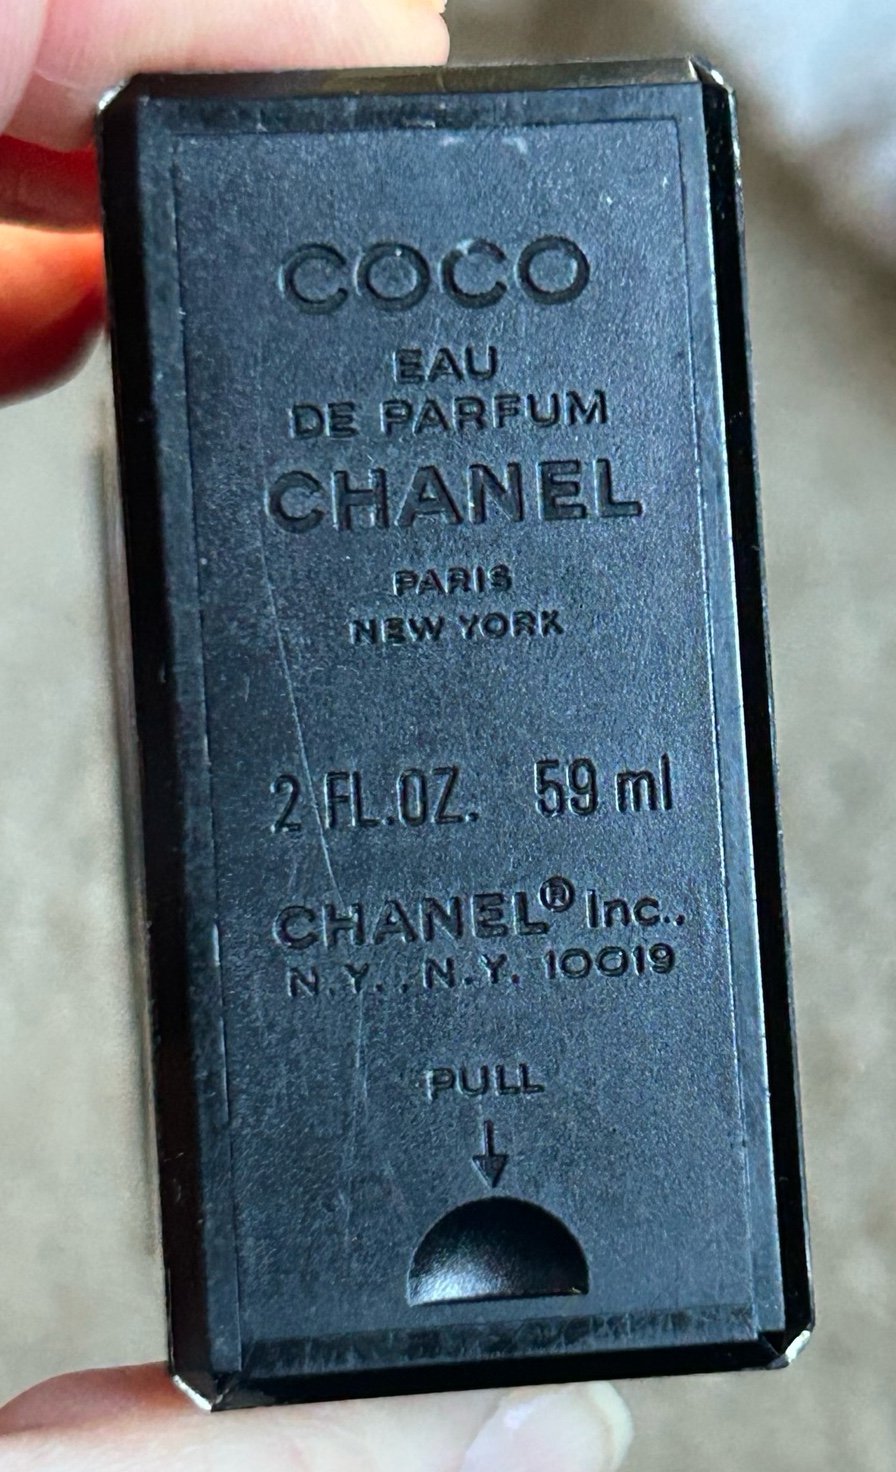 COCO
EAU
DE PARFUM
CHANEL
PARIS
NEW YORK
2 FL.OZ. 59 ml
CHANEL® Inc.,
N.Y., N.Y. 10019
PULL